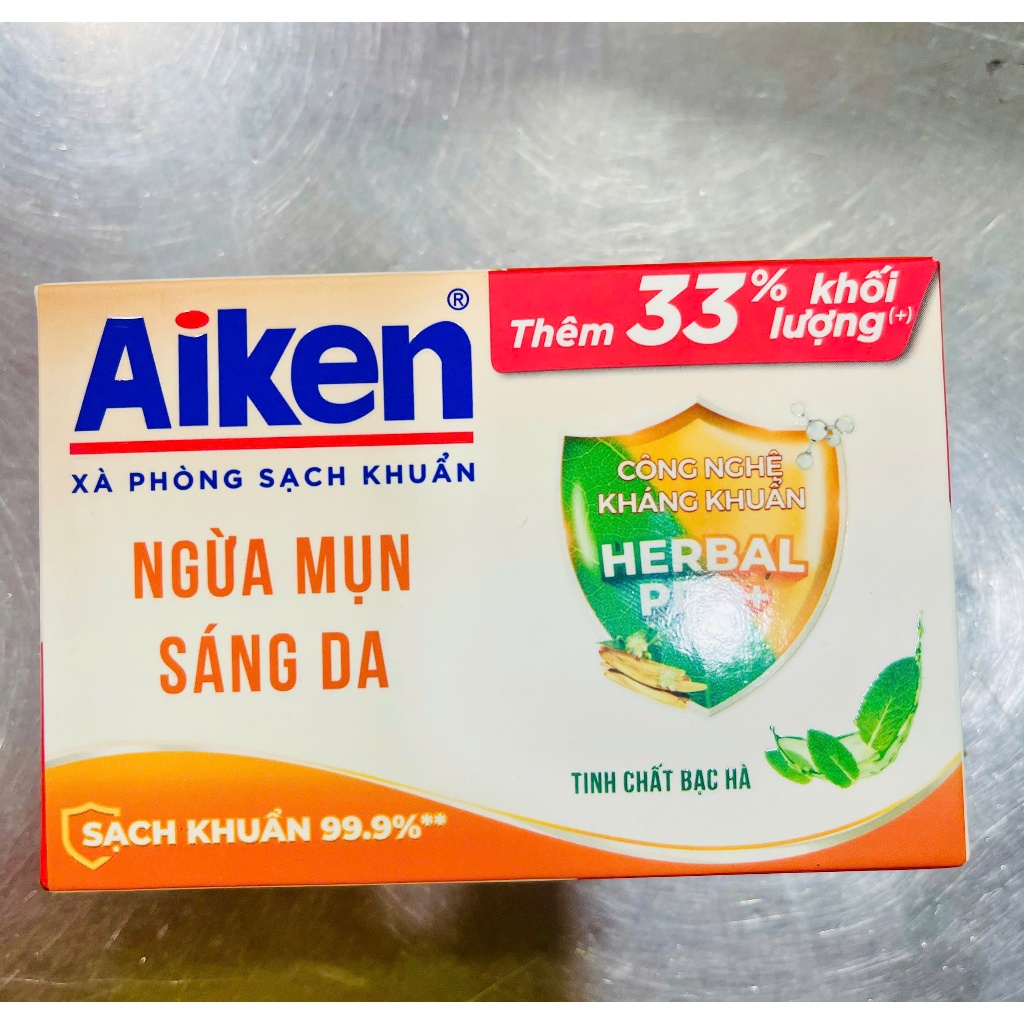 Aiken®
XÀ PHÒNG SẠCH KHUẨN
NGỪA MỤN
SÁNG DA
SẠCH KHUẨN 99.9%**
Thêm 33% khối
lượng(+)
CÔNG NGHỆ
KHÁNG KHUẨN
HERBAL
TINH CHẤT BẠC HÀ